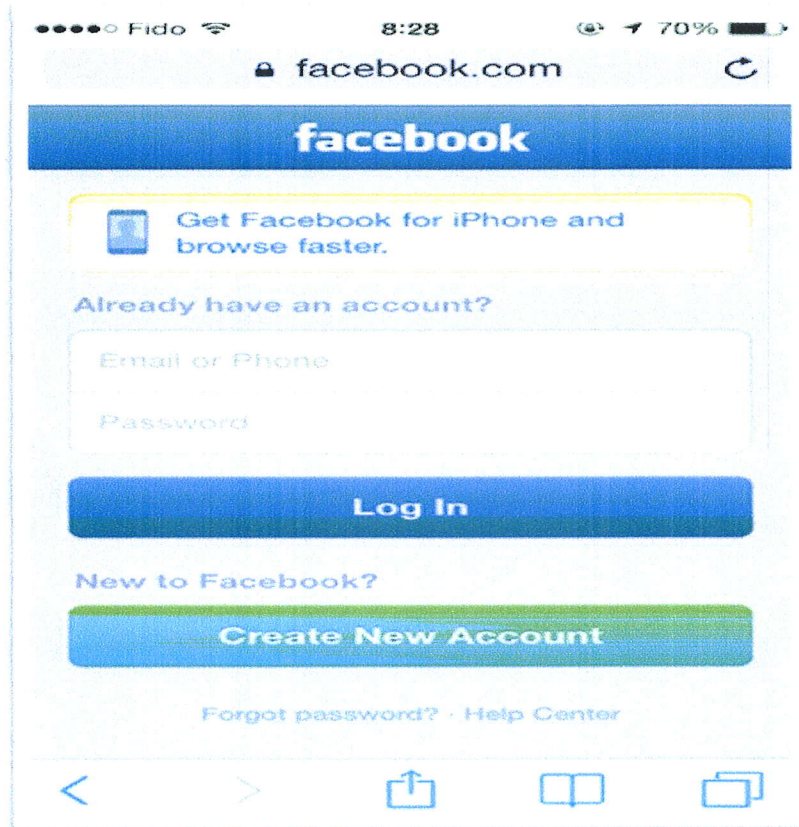 Fido 8:28 70%
facebook.com
facebook
Get Facebook for iPhone and
browse faster.
Already have an account?
Email or Phone
Password
Log In
New to Facebook?
Create New Account
Forgot password? · Help Center